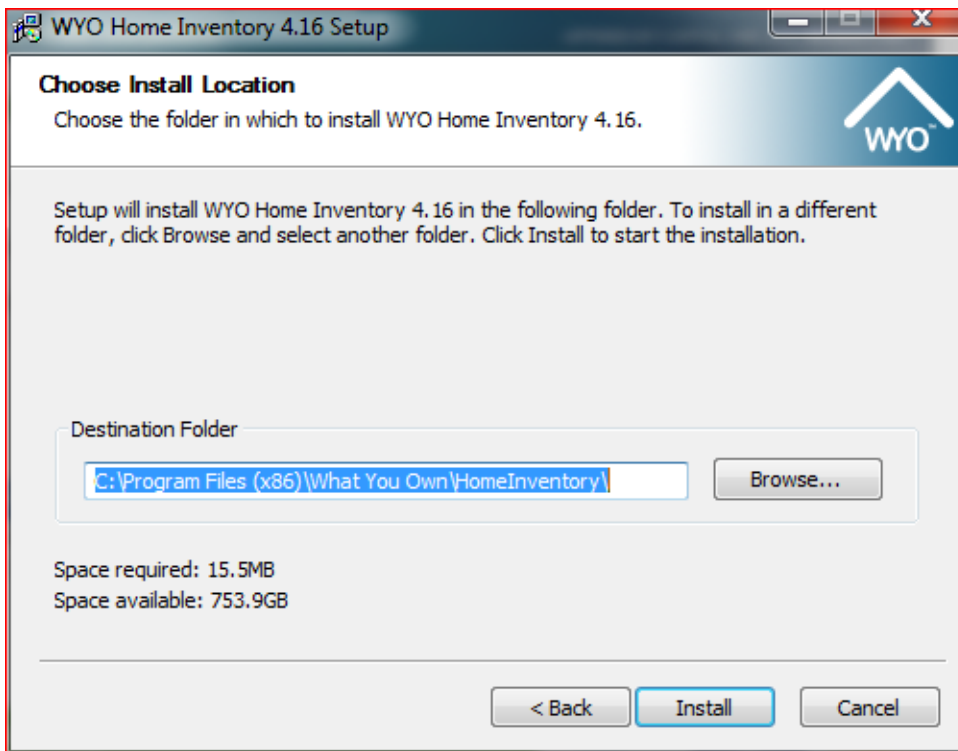 WYO Home Inventory 4.16 Setup
Choose Install Location
Choose the folder in which to install WYO Home Inventory 4.16.
WYO™
Setup will install WYO Home Inventory 4.16 in the following folder. To install in a different
folder, click Browse and select another folder. Click Install to start the installation.
Destination Folder
C:\Program Files (x86)\What You Own\HomeInventory\
Browse...
Space required: 15.5MB
Space available: 753.9GB
< Back
Install
Cancel